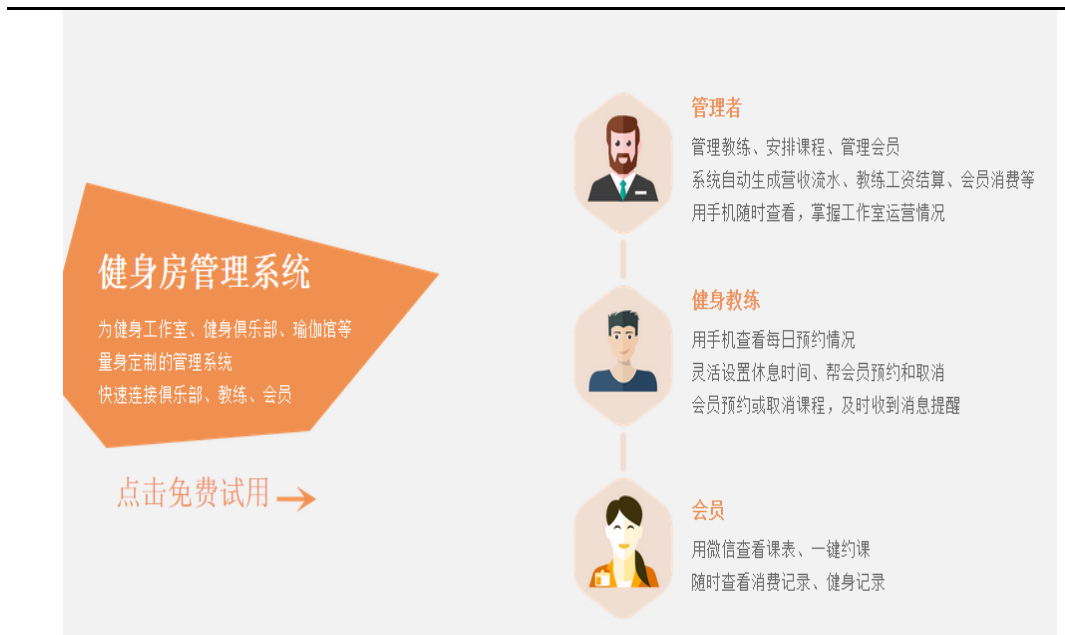 健身房管理系统
为健身工作室、健身俱乐部、瑜伽馆等
量身定制的管理系统
快速连接俱乐部、教练、会员
点击免费试用
管理者
管理教练、安排课程、管理会员
系统自动生成营收流水、教练工资结算、会员消费等
用手机随时查看，掌握工作室运营情况
健身教练
用手机查看每日预约情况
灵活设置休息时间、帮会员预约和取消
会员预约或取消课程，及时收到消息提醒
会员
用微信查看课表、一键约课
随时查看消费记录、健身记录